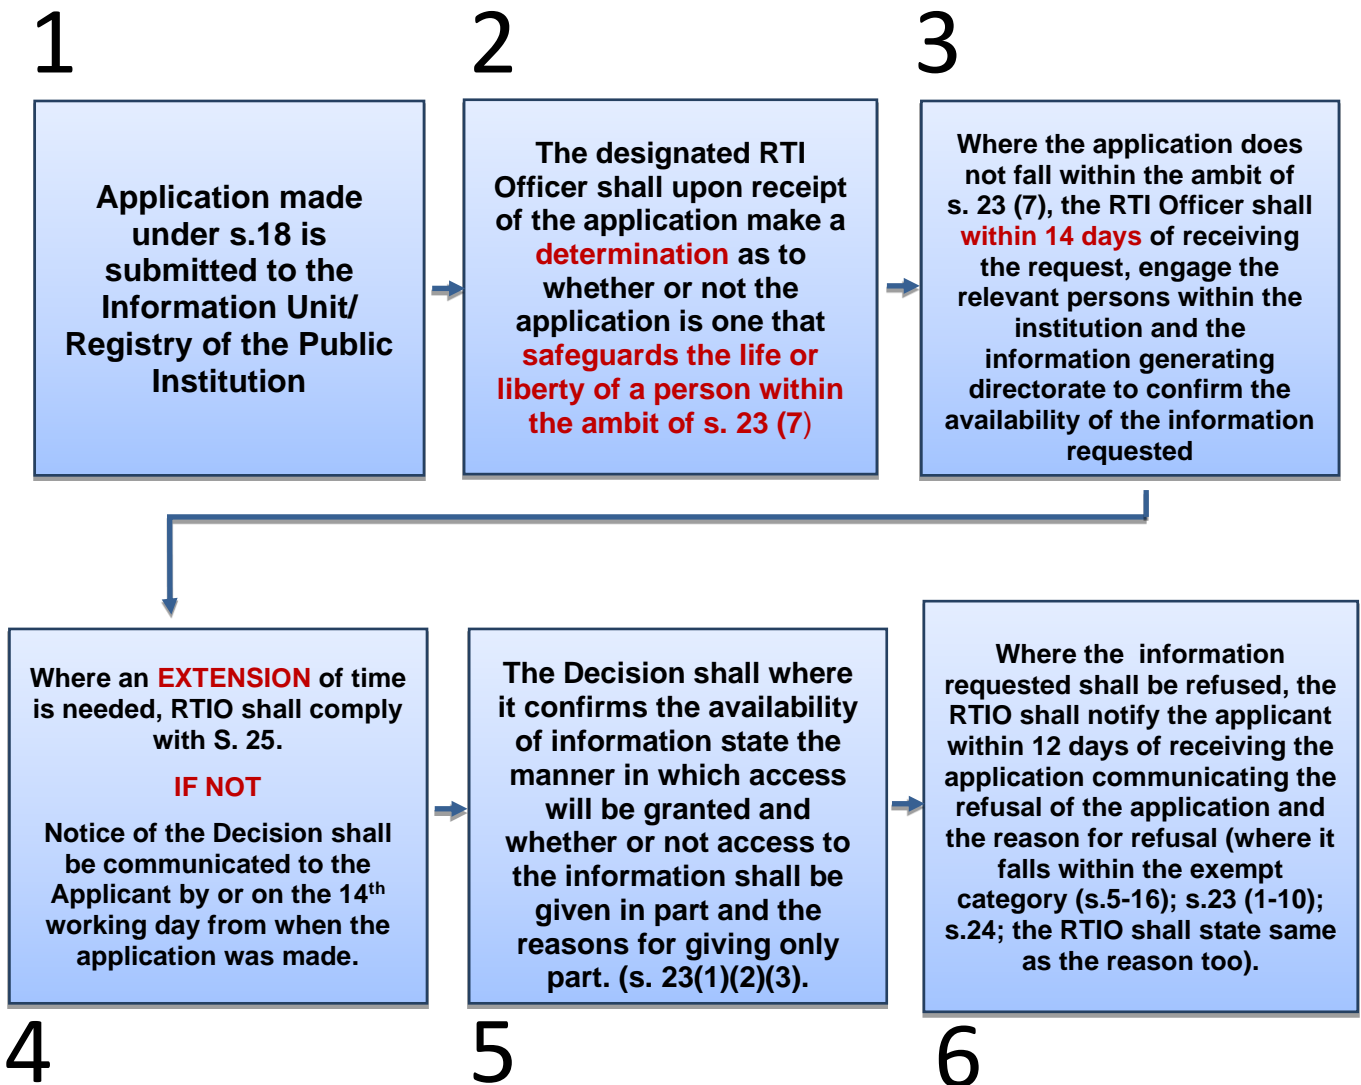 1
Application made
under s.18 is
submitted to the
Information Unit/
Registry of the Public
Institution
2
The designated RTI
Officer shall upon receipt
of the application make a
determination as to
whether or not the
application is one that
safeguards the life or
liberty of a person within
the ambit of s. 23 (7)
3
Where the application does
not fall within the ambit of
s. 23 (7), the RTI Officer shall
within 14 days of receiving
the request, engage the
relevant persons within the
institution and the
information generating
directorate to confirm the
availability of the information
requested
Where an EXTENSION of time
is needed, RTIO shall comply
with S. 25.
IF NOT
Notice of the Decision shall
be communicated to the
Applicant by or on the 14th
working day from when the
application was made.
4
The Decision shall where
it confirms the availability
of information state the
manner in which access
will be granted and
whether or not access to
the information shall be
given in part and the
reasons for giving only
part. (s. 23(1)(2)(3).
5
Where the information
requested shall be refused, the
RTIO shall notify the applicant
within 12 days of receiving the
application communicating the
refusal of the application and
the reason for refusal (where it
falls within the exempt
category (s.5-16); s.23 (1-10);
s.24; the RTIO shall state same
as the reason too).
6